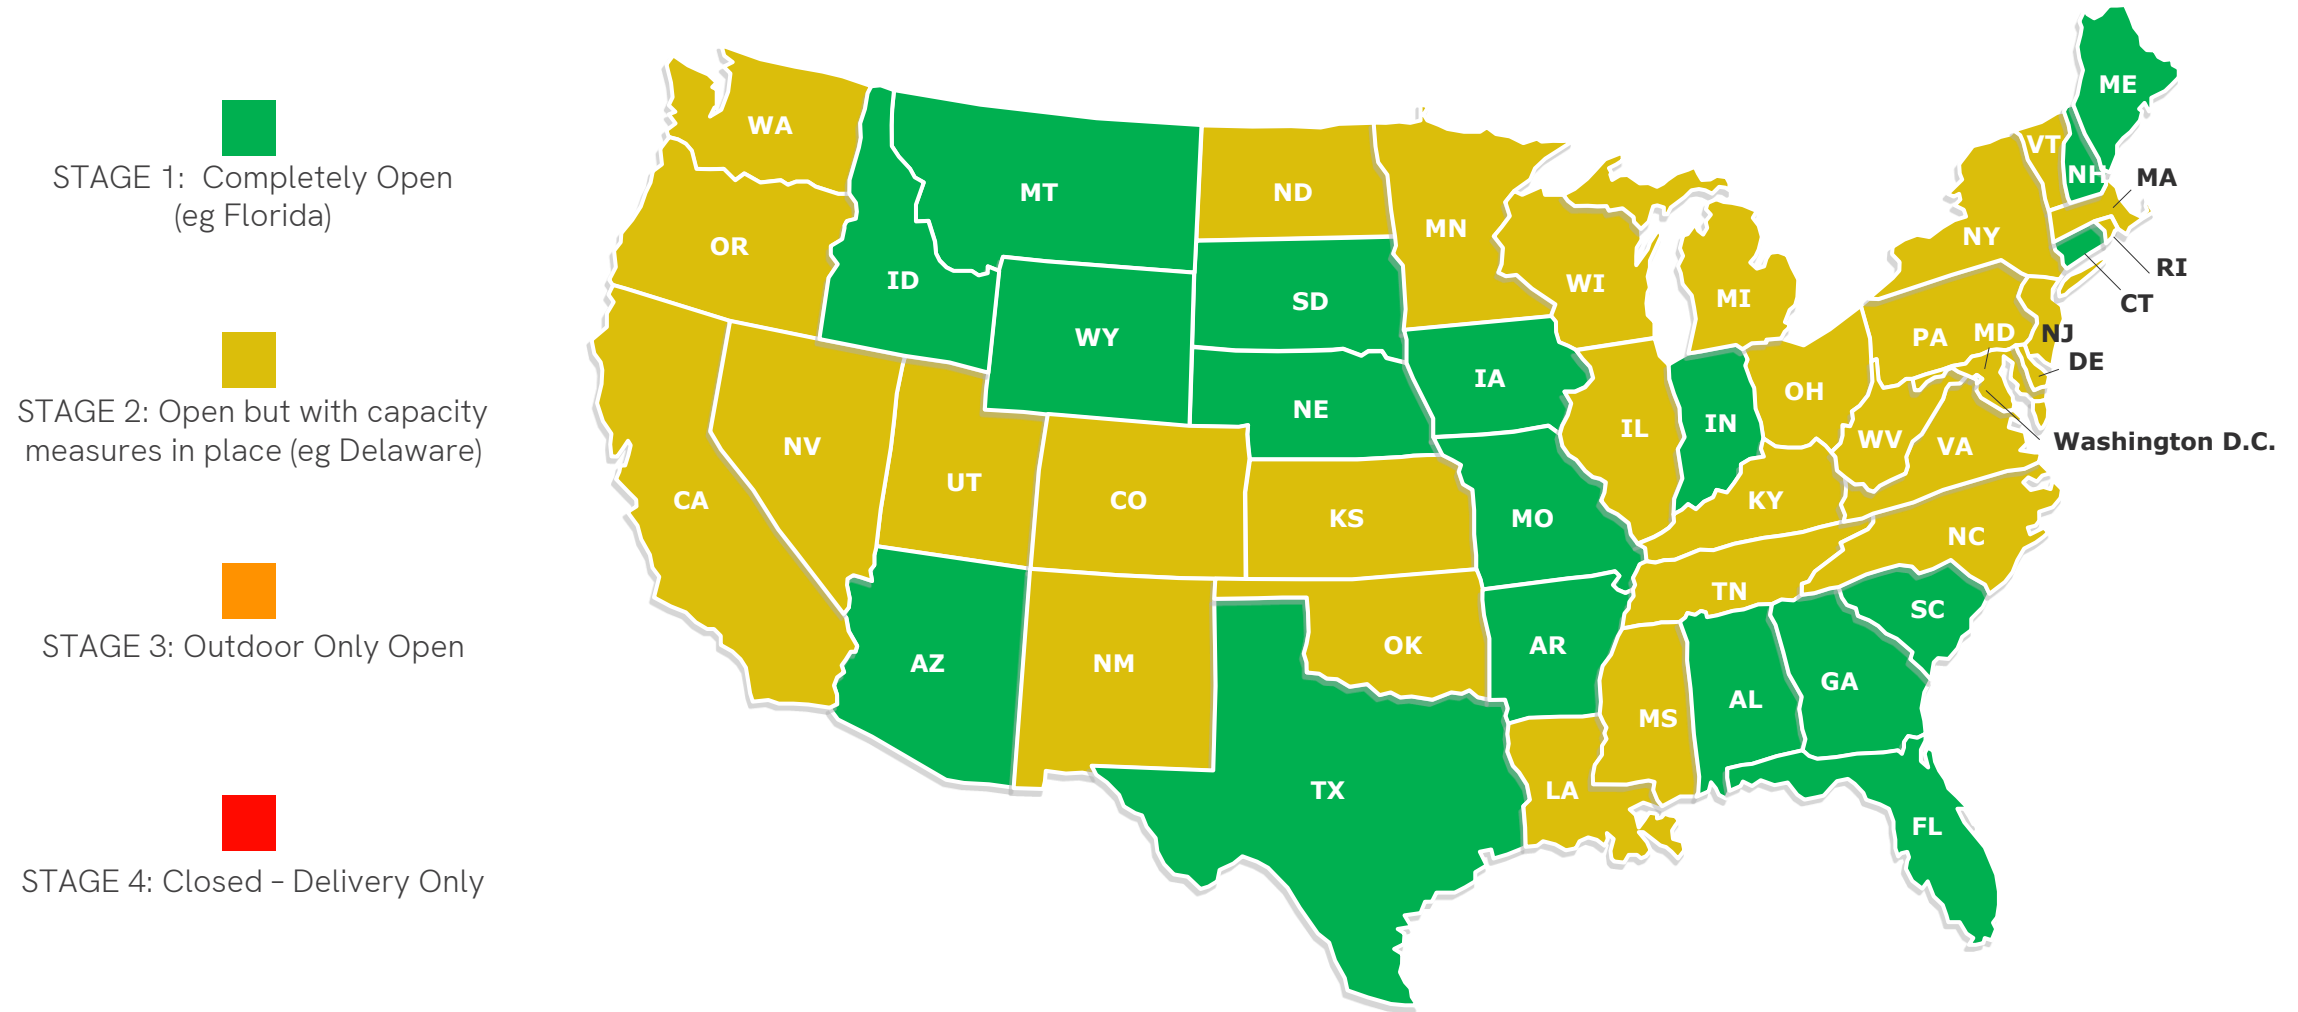 STAGE 1:  Completely Open
(eg Florida)
STAGE 2: Open but with capacity
measures in place (eg Delaware)
STAGE 3: Outdoor Only Open
STAGE 4: Closed – Delivery Only
ME
WA
VT
NH
MA
MT
ND
OR
MN
NY
RI
ID
WI
SD
MI
CT
WY
PA
MD
NJ
DE
IA
NE
OH
IN
NV
IL
WV
VA
Washington D.C.
UT
CA
CO
KS
MO
KY
NC
TN
SC
AZ
NM
OK
AR
GA
MS
AL
TX
LA
FL